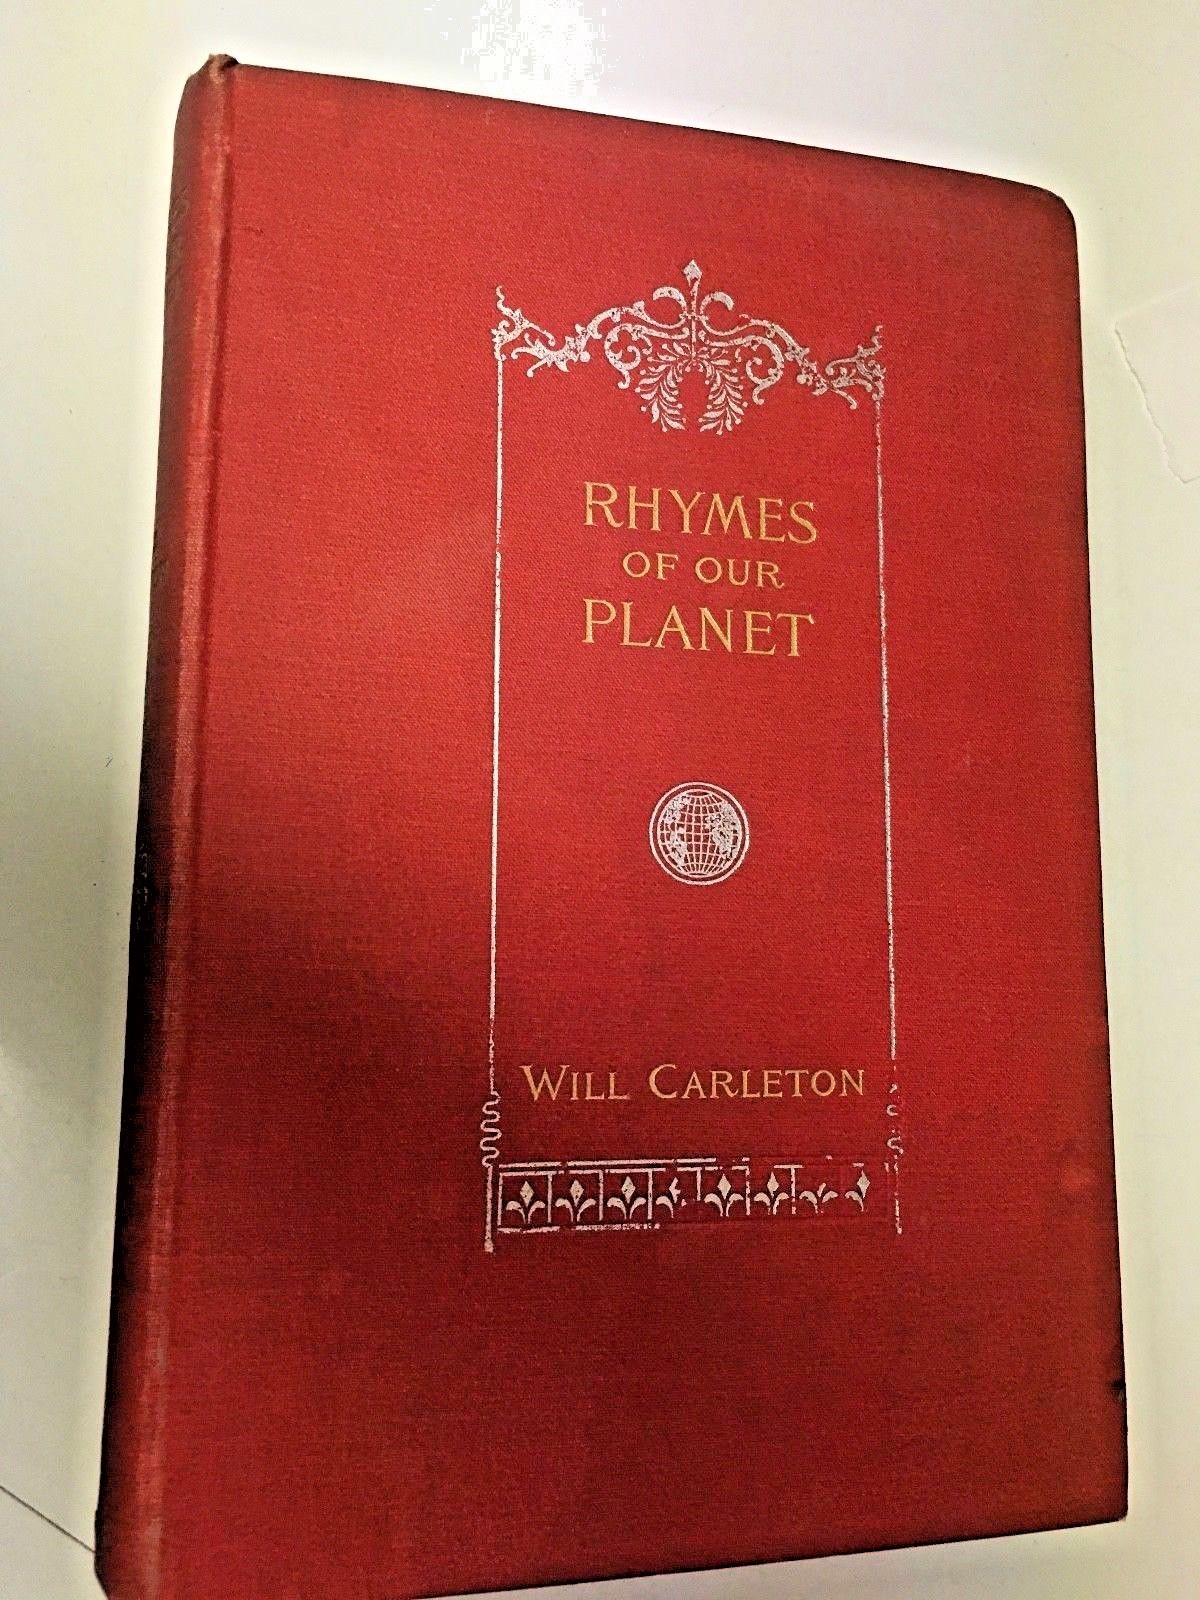 RHYMES
OF OUR
PLANET
WILL CARLETON